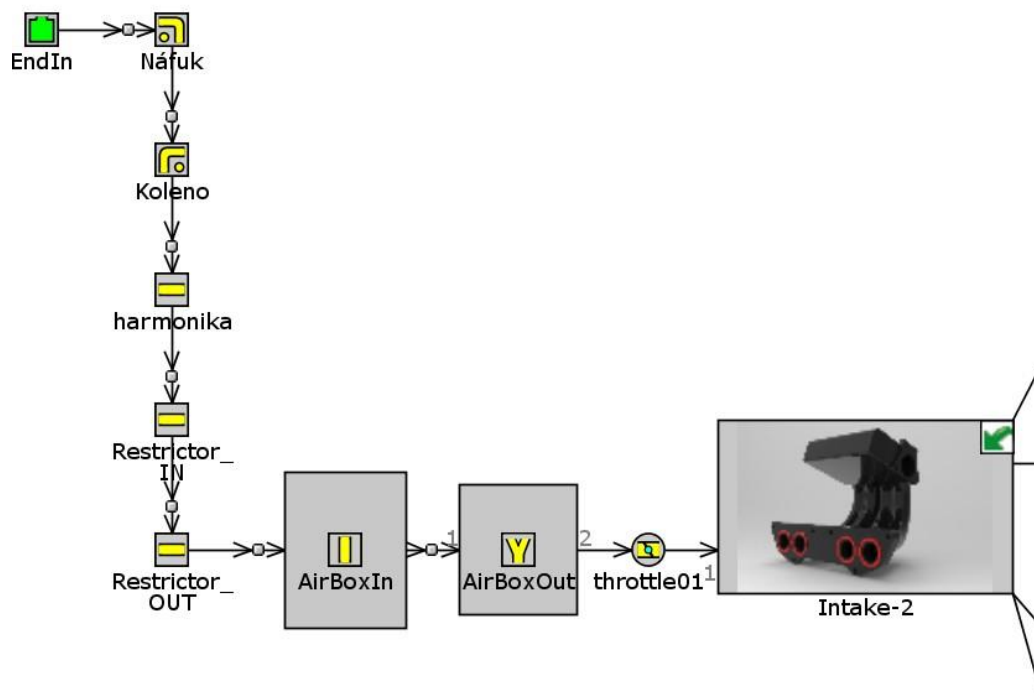 EndIn
Náfuk
Koleno
harmonika
Restrictor_
IN
Restrictor_
OUT
AirBoxIn
1
AirBoxOut
2
throttle01
1
Intake-2